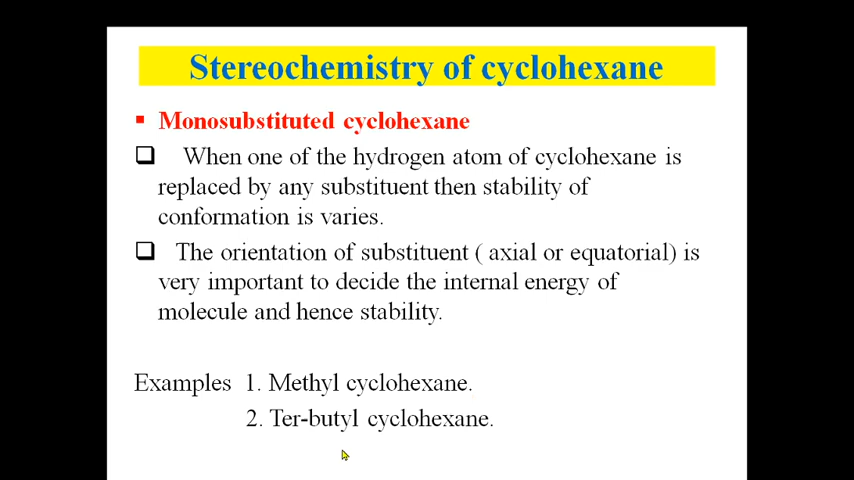 Stereochemistry of cyclohexane
▪ Monosubstituted cyclohexane
❑ When one of the hydrogen atom of cyclohexane is
replaced by any substituent then stability of
conformation is varies.
❑ The orientation of substituent ( axial or equatorial) is
very important to decide the internal energy of
molecule and hence stability.
Examples 1. Methyl cyclohexane.
2. Ter-butyl cyclohexane.